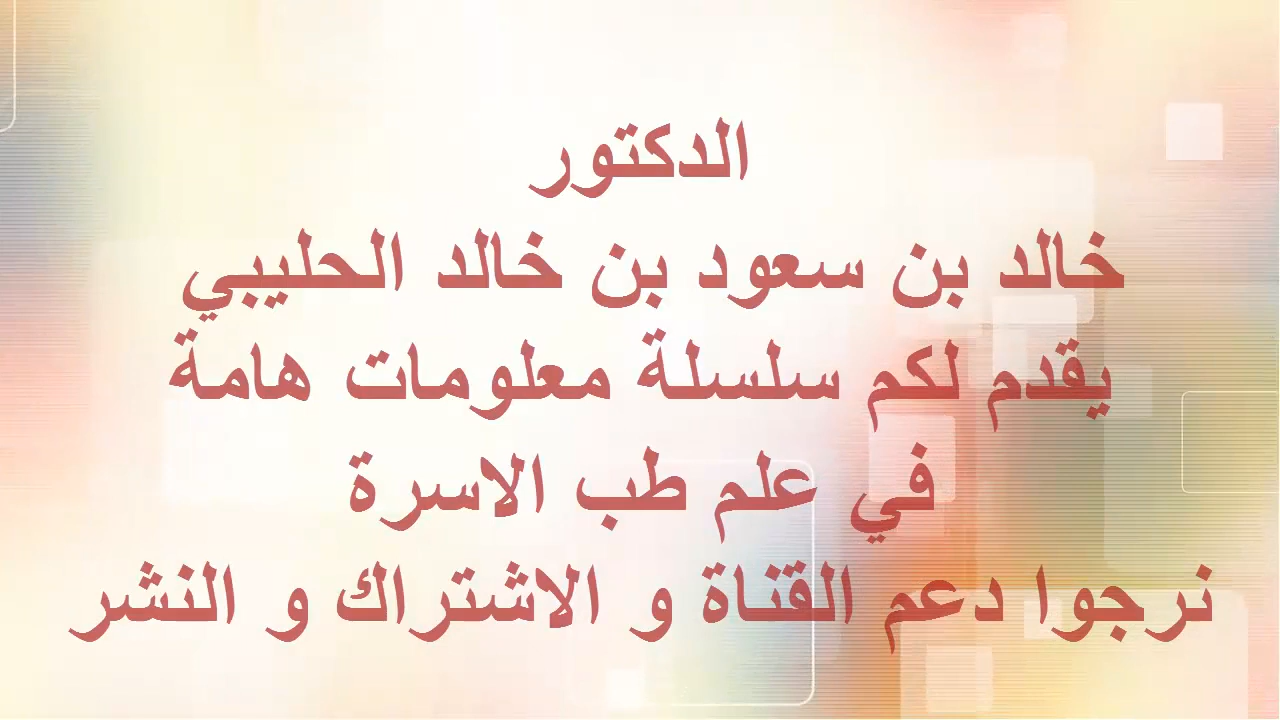 الدكتور
خالد بن سعود بن خالد الحليبي
يقدم لكم سلسلة معلومات هامة
في علم طب الاسرة
نرجوا دعم القناة و الاشتراك و النشر